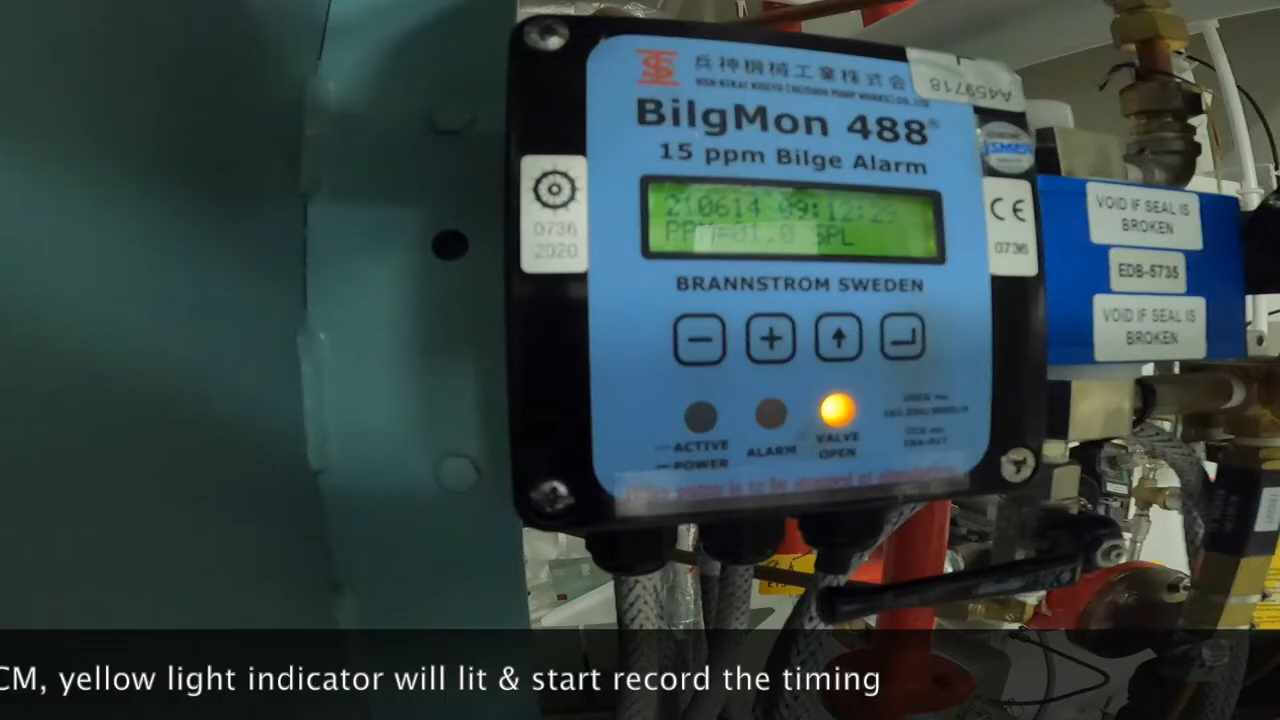 兵神機械工業株式会
A459718
BilgMon 488®
15 ppm Bilge Alarm
210614 09:12:29
PPM=01.0 SPL
0736
2020
CE
0736
BRANNSTROM SWEDEN
− + ↑
ACTIVE
POWER
ALARM
VALVE
OPEN
VOID IF SEAL IS
BROKEN
EDB-5735
VOID IF SEAL IS
BROKEN
CM, yellow light indicator will lit & start record the timing